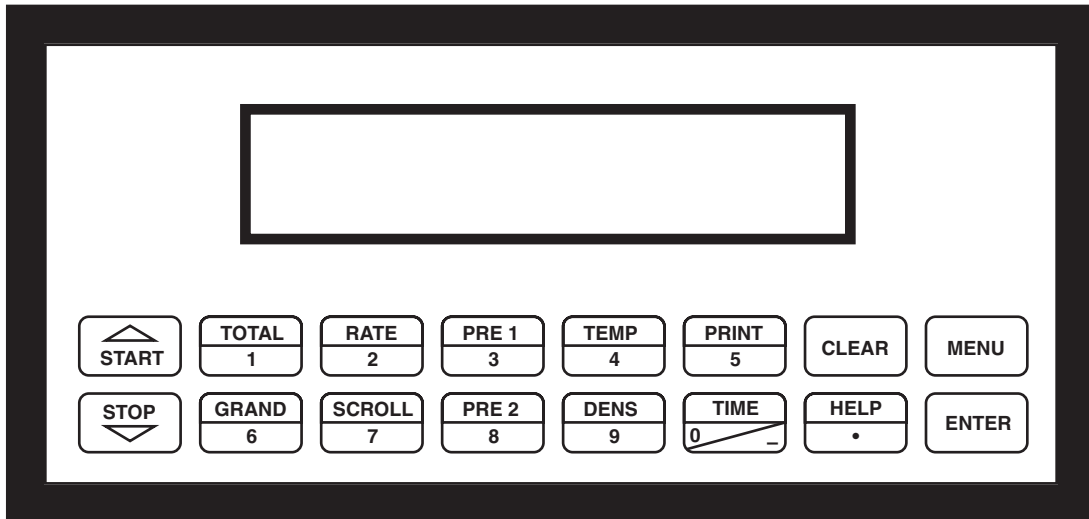 START
TOTAL
1
RATE
2
PRE 1
3
TEMP
4
PRINT
5
CLEAR
MENU
STOP
GRAND
6
SCROLL
7
PRE 2
8
DENS
9
TIME
0 –
HELP
•
ENTER